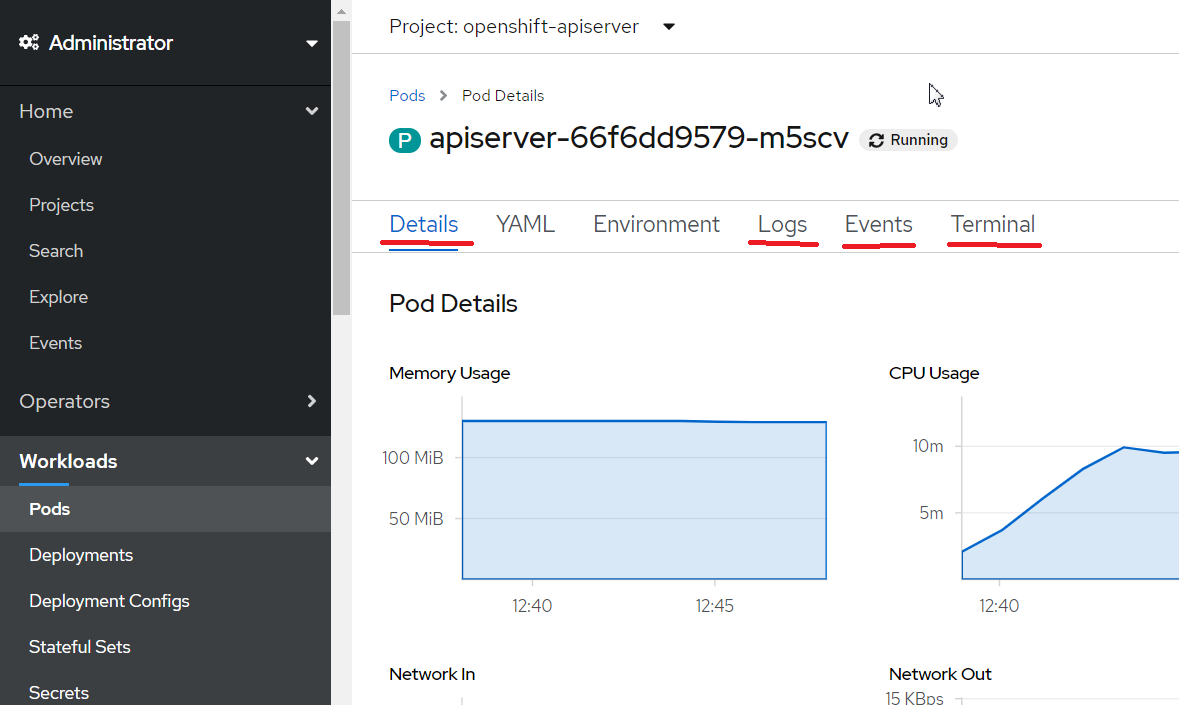 Administrator
Home
Overview
Projects
Search
Explore
Events
Operators
Workloads
Pods
Deployments
Deployment Configs
Stateful Sets
Secrets
Project: openshift-apiserver
Pods > Pod Details
P apiserver-66f6dd9579-m5scv Running
Details YAML Environment Logs Events Terminal
Pod Details
Memory Usage
100 MiB
50 MiB
12:40 12:45
CPU Usage
10m
5m
12:40
Network In
Network Out
15 KBps